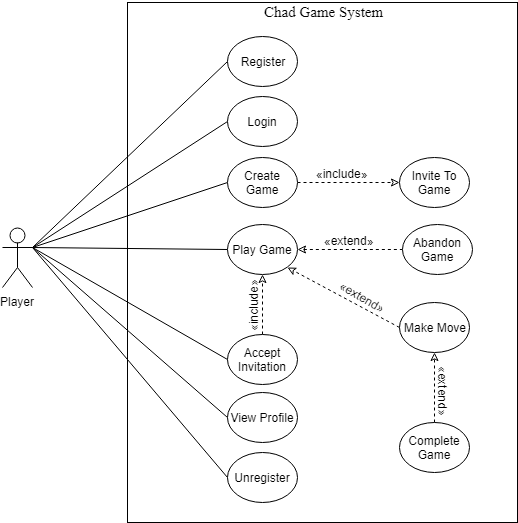 Chad Game System
Register
Login
Create
Game
«include»
Invite To
Game
Play Game
«extend»
Abandon
Game
Player
«include»
«extend»
Make Move
Accept
Invitation
«extend»
View Profile
Complete
Game
Unregister